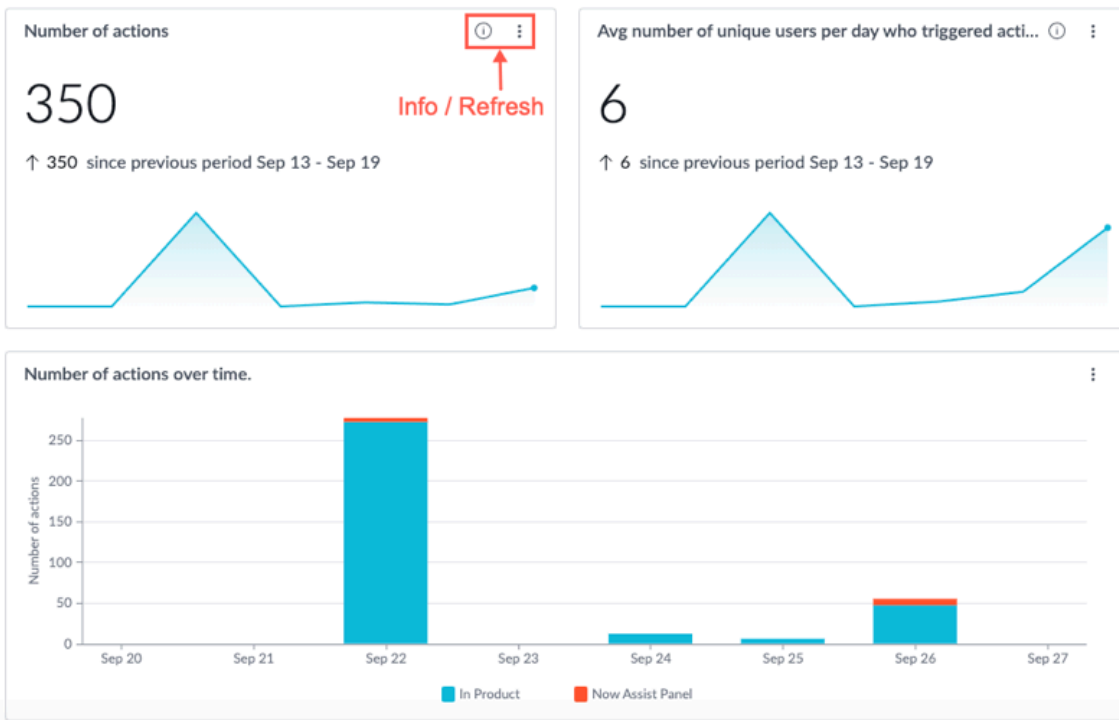 Number of actions
350
Info / Refresh
↑ 350 since previous period Sep 13 - Sep 19
Avg number of unique users per day who triggered acti...
6
↑ 6 since previous period Sep 13 - Sep 19
Number of actions over time.
Number of actions
250
200
150
100
50
0
Sep 20 Sep 21 Sep 22 Sep 23 Sep 24 Sep 25 Sep 26 Sep 27
In Product Now Assist Panel